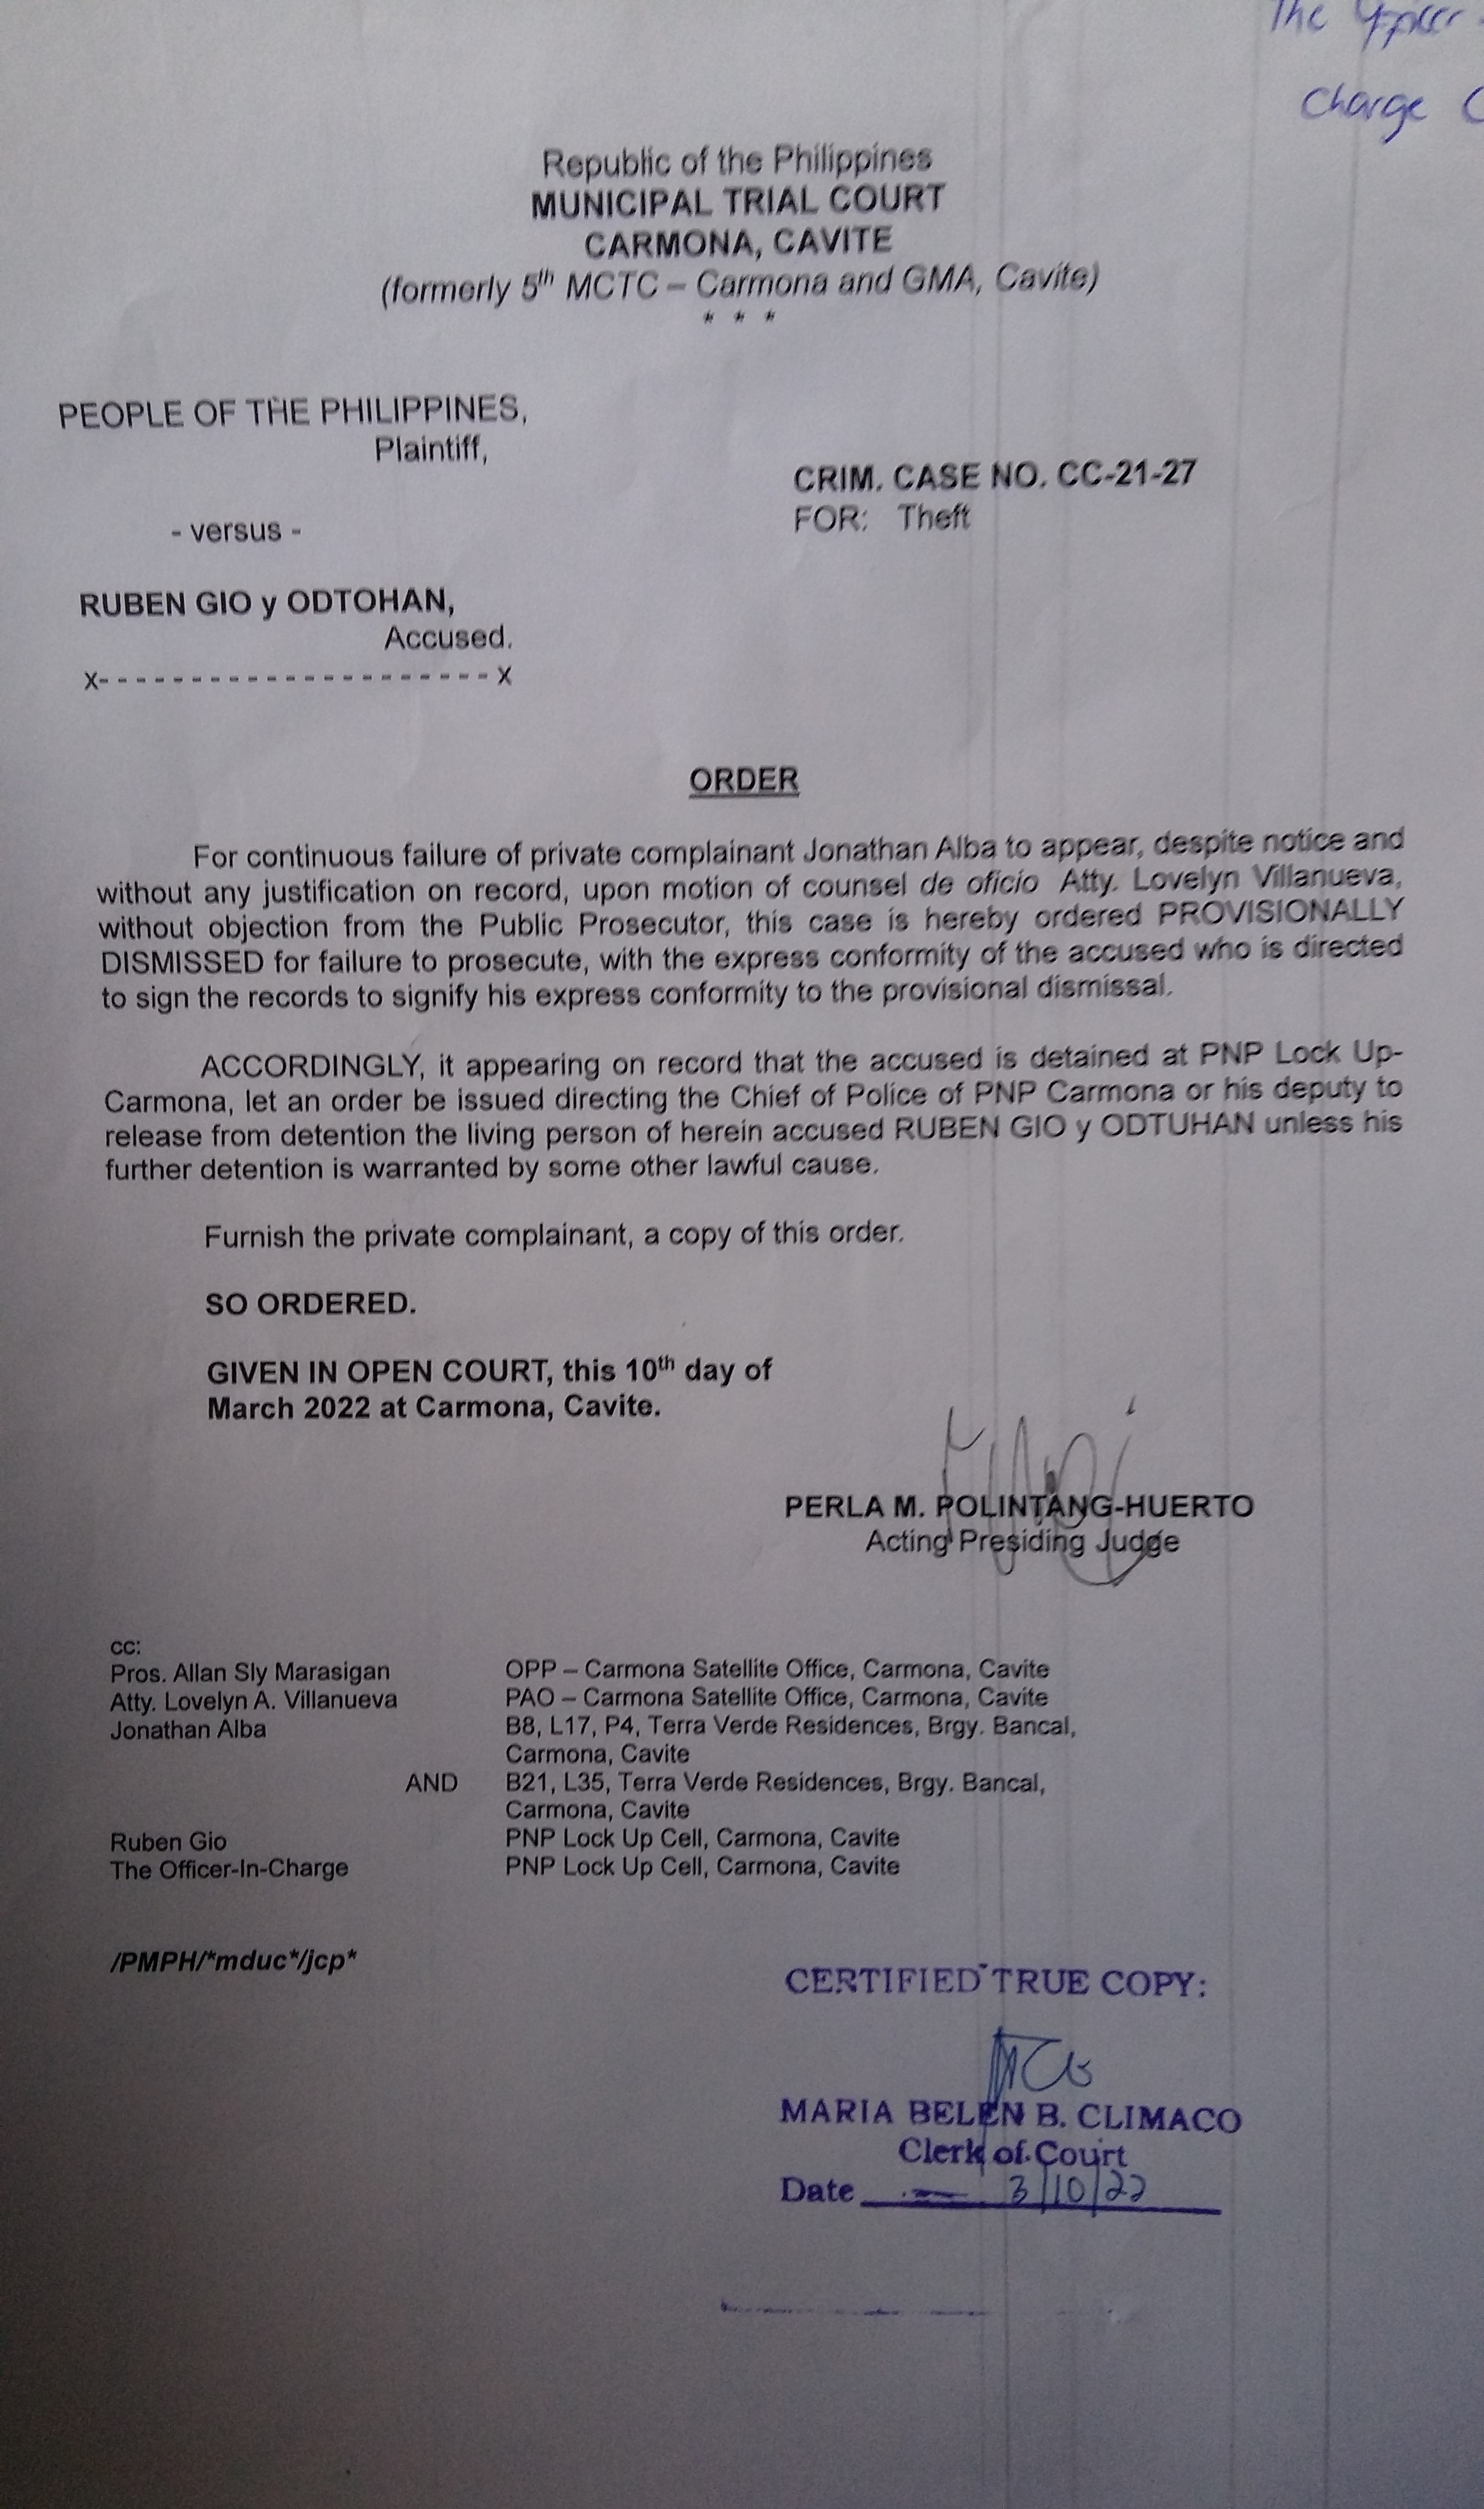 The
Charge
Republic of the Philippines
MUNICIPAL TRIAL COURT
CARMONA, CAVITE
(formerly 5th MCTC – Carmona and GMA, Cavite)
* * *
PEOPLE OF THE PHILIPPINES,
Plaintiff,
CRIM. CASE NO. CC-21-27
FOR: Theft
- versus -
RUBEN GIO y ODTOHAN,
Accused.
x- - - - - - - - - - - - - - - - - - - - - x
ORDER
For continuous failure of private complainant Jonathan Alba to appear, despite notice and
without any justification on record, upon motion of counsel de oficio Atty. Lovelyn Villanueva,
without objection from the Public Prosecutor, this case is hereby ordered PROVISIONALLY
DISMISSED for failure to prosecute, with the express conformity of the accused who is directed
to sign the records to signify his express conformity to the provisional dismissal.
ACCORDINGLY, it appearing on record that the accused is detained at PNP Lock Up-
Carmona, let an order be issued directing the Chief of Police of PNP Carmona or his deputy to
release from detention the living person of herein accused RUBEN GIO y ODTUHAN unless his
further detention is warranted by some other lawful cause.
Furnish the private complainant, a copy of this order.
SO ORDERED.
GIVEN IN OPEN COURT, this 10th day of
March 2022 at Carmona, Cavite.
PERLA M. POLINTANG-HUERTO
Acting Presiding Judge
cc:
Pros. Allan Sly Marasigan OPP – Carmona Satellite Office, Carmona, Cavite
Atty. Lovelyn A. Villanueva PAO – Carmona Satellite Office, Carmona, Cavite
Jonathan Alba B8, L17, P4, Terra Verde Residences, Brgy. Bancal,
Carmona, Cavite
AND B21, L35, Terra Verde Residences, Brgy. Bancal,
Carmona, Cavite
Ruben Gio PNP Lock Up Cell, Carmona, Cavite
The Officer-In-Charge PNP Lock Up Cell, Carmona, Cavite
/PMPH/*mduc*/jcp*
CERTIFIED TRUE COPY:
MARIA BELEN B. CLIMACO
Clerk of Court
Date 3/10/22